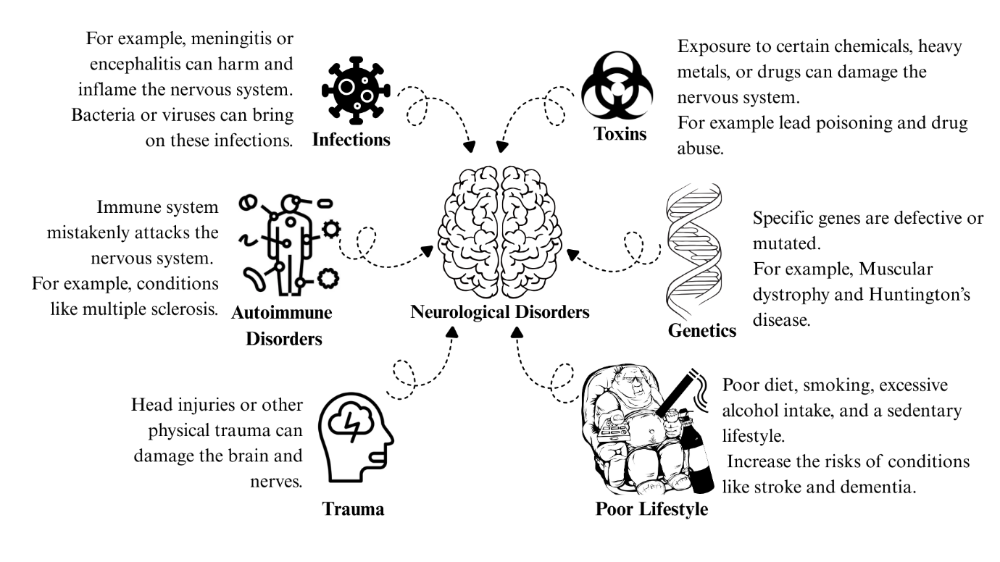 For example, meningitis or
encephalitis can harm and
inflame the nervous system.
Bacteria or viruses can bring
on these infections.
Infections
Toxins
Exposure to certain chemicals, heavy
metals, or drugs can damage the
nervous system.
For example lead poisoning and drug
abuse.
Immune system
mistakenly attacks the
nervous system.
For example, conditions
like multiple sclerosis.
Autoimmune
Disorders
Neurological Disorders
Genetics
Specific genes are defective or
mutated.
For example, Muscular
dystrophy and Huntington’s
disease.
Head injuries or other
physical trauma can
damage the brain and
nerves.
Trauma
Poor Lifestyle
Poor diet, smoking, excessive
alcohol intake, and a sedentary
lifestyle.
Increase the risks of conditions
like stroke and dementia.